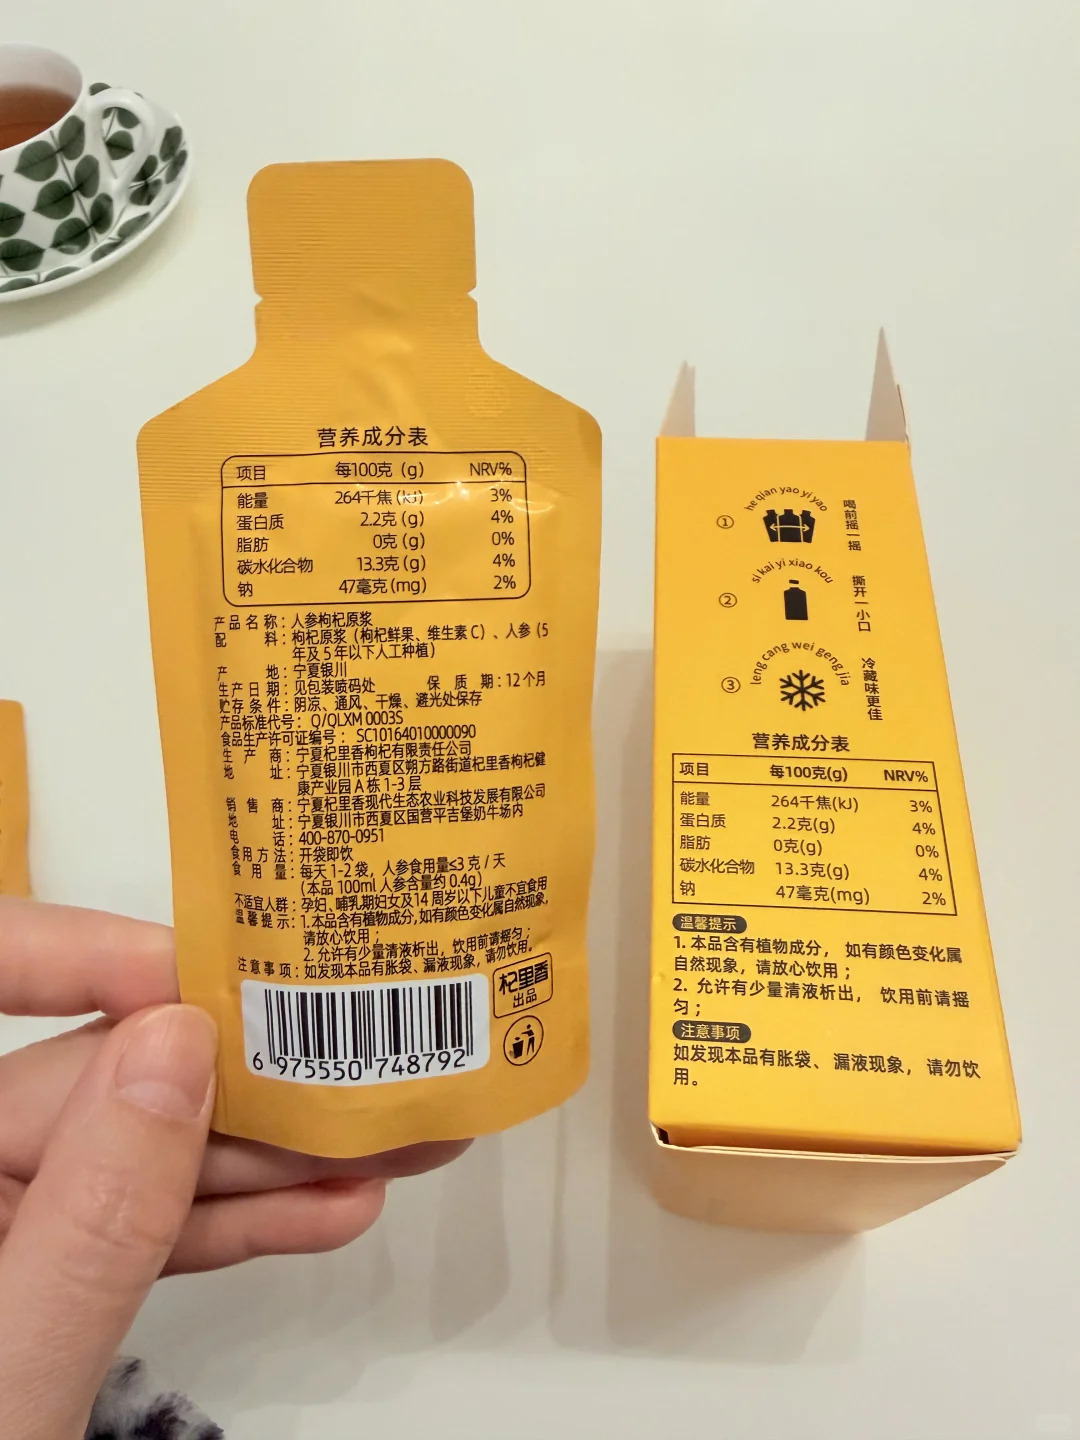 营养成分表
项目 每100克 (g) NRV%
能量 264千焦 (kJ) 3%
蛋白质 2.2克 (g) 4%
脂肪 0克 (g) 0%
碳水化合物 13.3克 (g) 4%
钠 47毫克 (mg) 2%
产品名称：人参枸杞原浆
配料：枸杞原浆（枸杞鲜果、维生素C）、人参（5
年及5年以下人工种植）
产地：宁夏银川
生产日期：见包装喷码处 保质期：12个月
贮存条件：阴凉、通风、干燥、避光处保存
产品标准代号：Q/QLXM 0003S
食品生产许可证编号：SC10164010000090
生产商：宁夏杞里香枸杞有限责任公司
地址：宁夏银川市西夏区朔方路街道杞里香枸杞健
康产业园A栋1-3层
销售商：宁夏杞里香现代生态农业科技发展有限公司
地址：宁夏银川市西夏区国营平吉堡奶牛场内
电话：400-870-0951
食用方法：开袋即饮
食用量：每天1-2袋，人参食用量≤3克/天
（本品100ml人参含量约0.4g）
不适宜人群：孕妇、哺乳期妇女及14周岁以下儿童不宜食用
温馨提示：1.本品含有植物成分,如有颜色变化属自然现象,
请放心饮用；
2.允许有少量清液析出，饮用前请摇匀；
注意事项：如发现本品有胀袋、漏液现象，请勿饮用。
杞里香
出品
6 975550 748792
① he qian yao yi yao
喝前摇一摇
② si kai yi xiao kou
撕开一小口
③ leng cang wei geng jia
冷藏味更佳
营养成分表
项目 每100克(g) NRV%
能量 264千焦(kJ) 3%
蛋白质 2.2克(g) 4%
脂肪 0克(g) 0%
碳水化合物 13.3克(g) 4%
钠 47毫克(mg) 2%
温馨提示
1. 本品含有植物成分，如有颜色变化属
自然现象，请放心饮用；
2. 允许有少量清液析出，饮用前请摇
匀；
注意事项
如发现本品有胀袋、漏液现象，请勿饮
用。